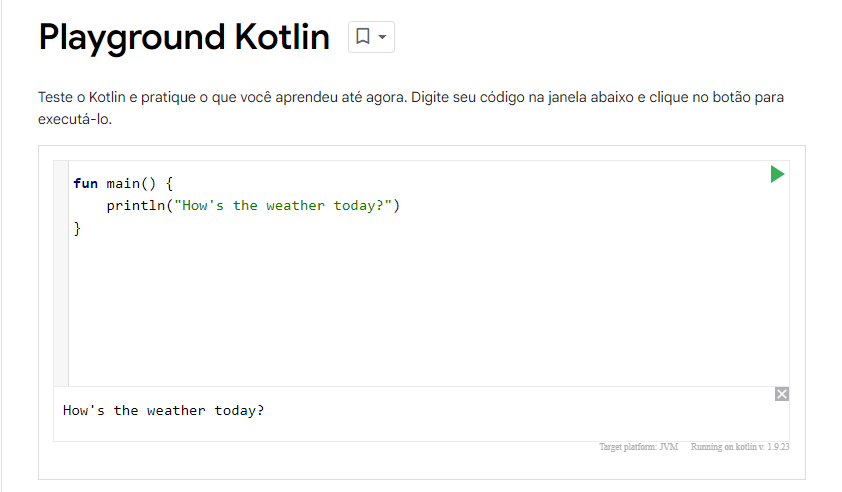 Playground Kotlin
Teste o Kotlin e pratique o que você aprendeu até agora. Digite seu código na janela abaixo e clique no botão para
executá-lo.
fun main() {
    println("How's the weather today?")
}
How's the weather today?
Target platform: JVM Running on kotlin v. 1.9.23